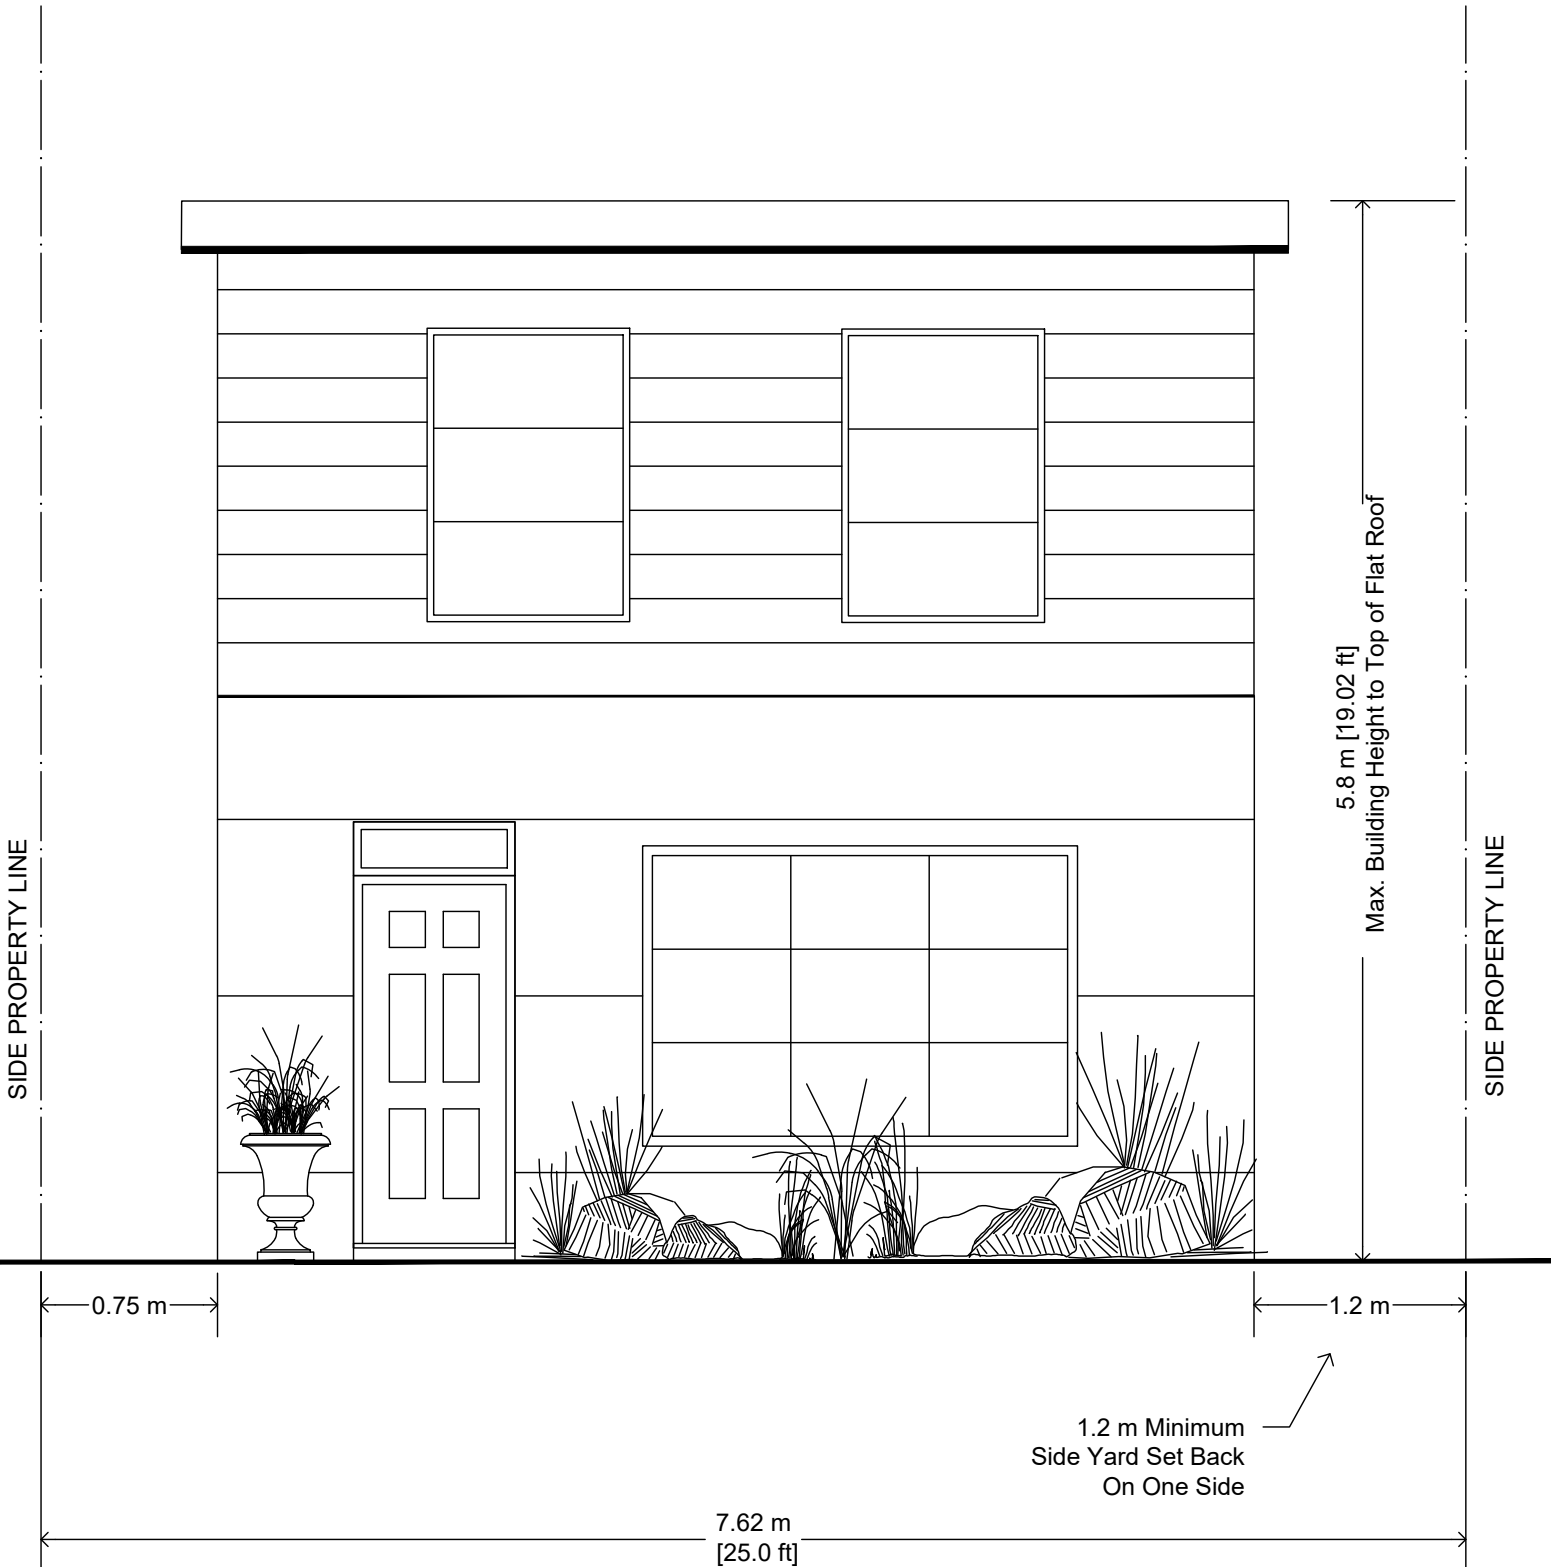 SIDE PROPERTY LINE
5.8 m [19.02 ft]
Max. Building Height to Top of Flat Roof
SIDE PROPERTY LINE
0.75 m
1.2 m
1.2 m Minimum
Side Yard Set Back
On One Side
7.62 m
[25.0 ft]